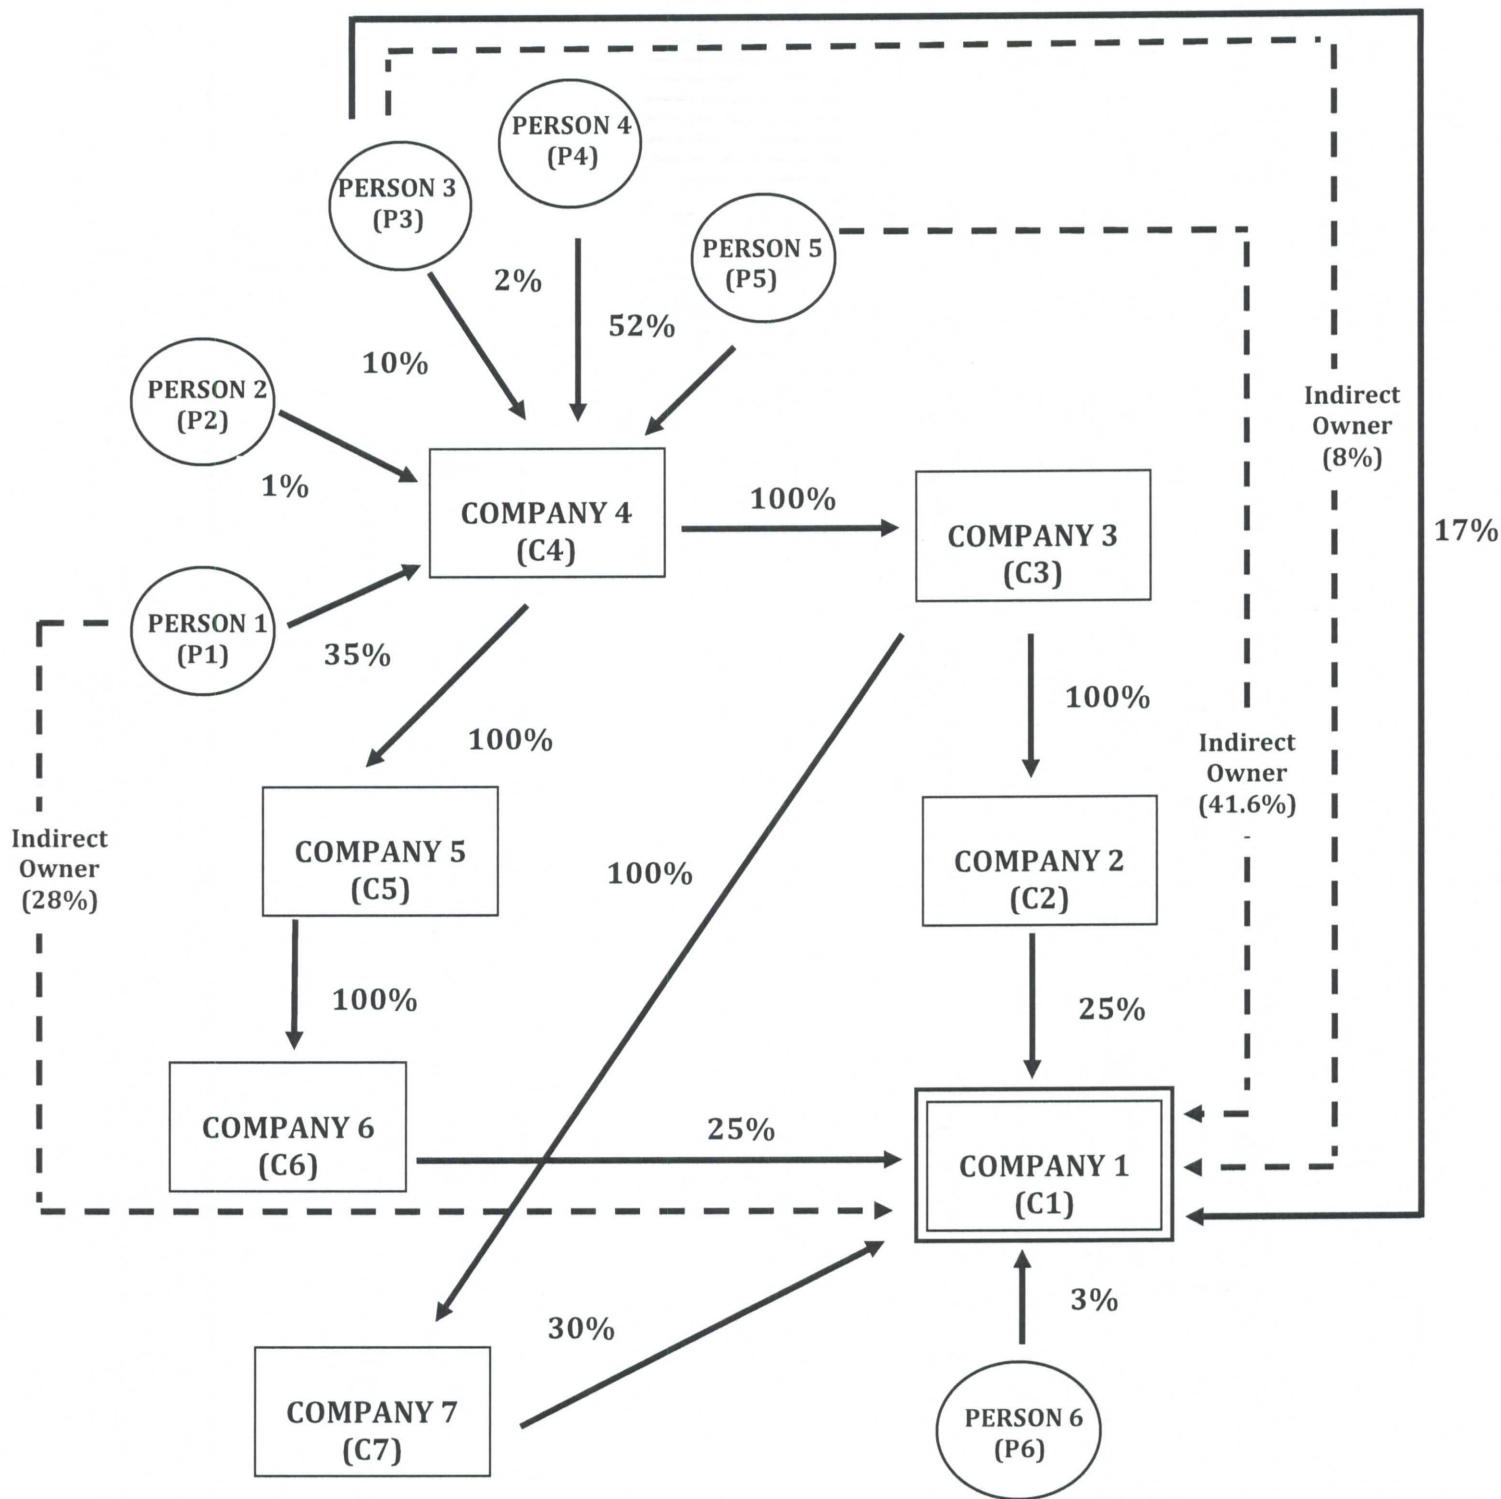 PERSON 4
(P4)
PERSON 3
(P3)
PERSON 5
(P5)
2%
52%
10%
PERSON 2
(P2)
1%
Indirect
Owner
(8%)
COMPANY 4
(C4)
100%
COMPANY 3
(C3)
17%
PERSON 1
(P1)
35%
100%
100%
Indirect
Owner
(41.6%)
Indirect
Owner
(28%)
COMPANY 5
(C5)
100%
COMPANY 2
(C2)
100%
25%
COMPANY 6
(C6)
25%
COMPANY 1
(C1)
3%
30%
COMPANY 7
(C7)
PERSON 6
(P6)